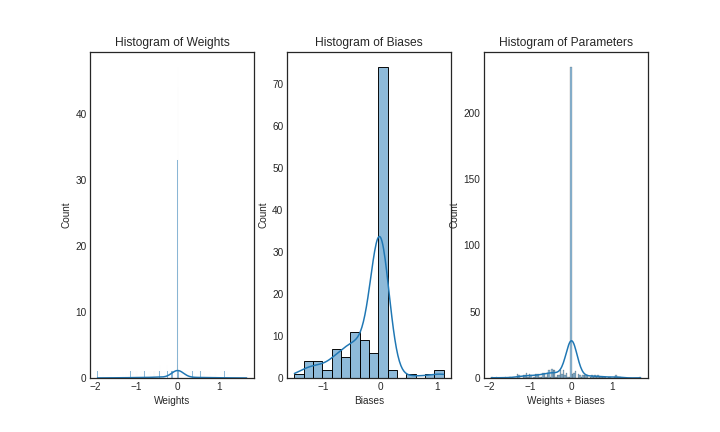 Histogram of Weights
Count
40
30
20
10
0
−2 −1 0 1
Weights
Histogram of Biases
Count
70
60
50
40
30
20
10
0
−1 0 1
Biases
Histogram of Parameters
Count
200
150
100
50
0
−2 −1 0 1
Weights + Biases